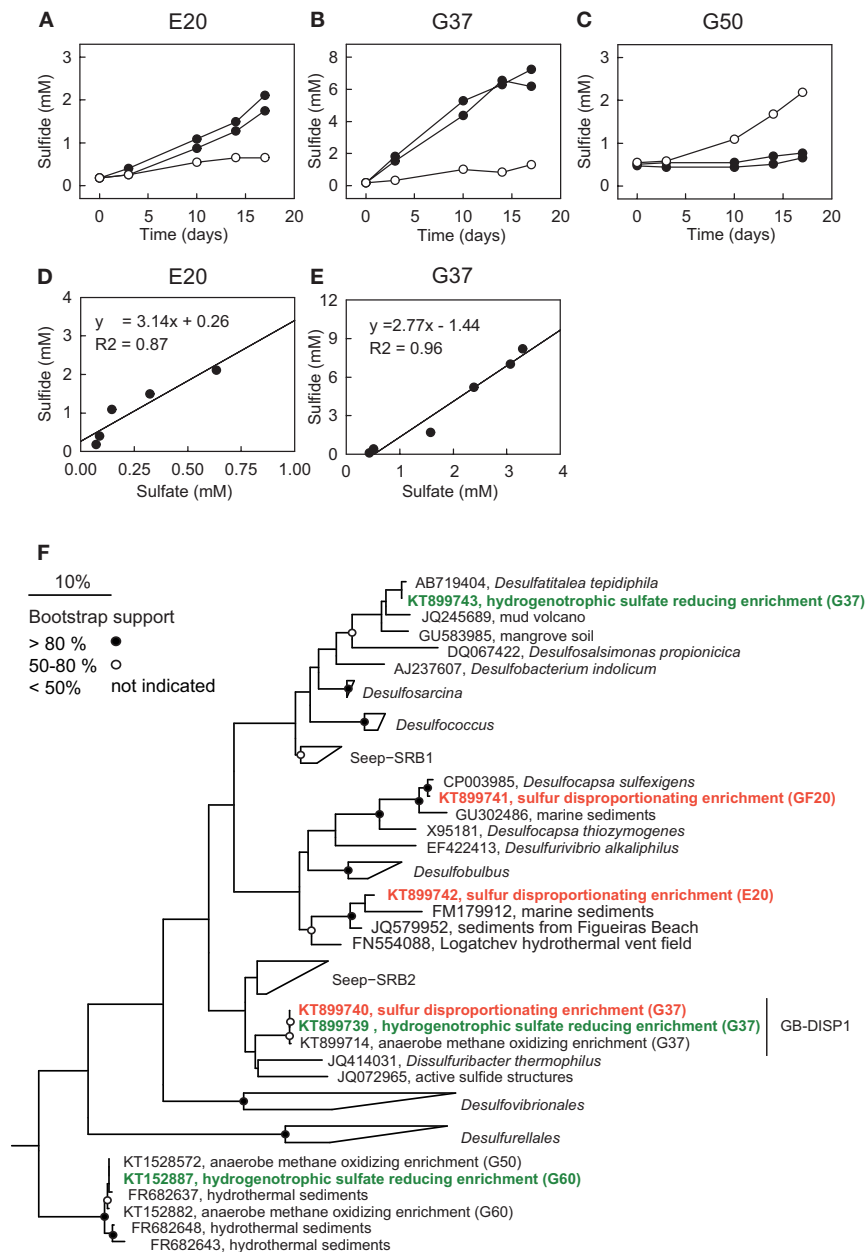 A E20
B G37
C G50
3
2
1
0
Sulfide (mM)
0 5 10 15 20
Time (days)
8
6
4
2
0
Sulfide (mM)
0 5 10 15 20
Time (days)
3
2
1
0
Sulfide (mM)
0 5 10 15 20
Time (days)
D E20
4
3
2
1
0
Sulfide (mM)
y = 3.14x + 0.26
R2 = 0.87
0.00 0.25 0.50 0.75 1.00
Sulfate (mM)
E G37
12
9
6
3
0
Sulfide (mM)
y =2.77x - 1.44
R2 = 0.96
0 1 2 3 4
Sulfate (mM)
F
10%
Bootstrap support
> 80 %
50-80 %
< 50% not indicated
AB719404, Desulfatitalea tepidiphila
KT899743, hydrogenotrophic sulfate reducing enrichment (G37)
JQ245689, mud volcano
GU583985, mangrove soil
DQ067422, Desulfosalsimonas propionicica
AJ237607, Desulfobacterium indolicum
Desulfosarcina
Desulfococcus
Seep-SRB1
CP003985, Desulfocapsa sulfexigens
KT899741, sulfur disproportionating enrichment (GF20)
GU302486, marine sediments
X95181, Desulfocapsa thiozymogenes
EF422413, Desulfurivibrio alkaliphilus
Desulfobulbus
KT899742, sulfur disproportionating enrichment (E20)
FM179912, marine sediments
JQ579952, sediments from Figueiras Beach
FN554088, Logatchev hydrothermal vent field
Seep-SRB2
KT899740, sulfur disproportionating enrichment (G37)
KT899739 , hydrogenotrophic sulfate reducing enrichment (G37)
GB-DISP1
KT899714, anaerobe methane oxidizing enrichment (G37)
JQ414031, Dissulfuribacter thermophilus
JQ072965, active sulfide structures
Desulfovibrionales
Desulfurellales
KT1528572, anaerobe methane oxidizing enrichment (G50)
KT152887, hydrogenotrophic sulfate reducing enrichment (G60)
FR682637, hydrothermal sediments
KT152882, anaerobe methane oxidizing enrichment (G60)
FR682648, hydrothermal sediments
FR682643, hydrothermal sediments